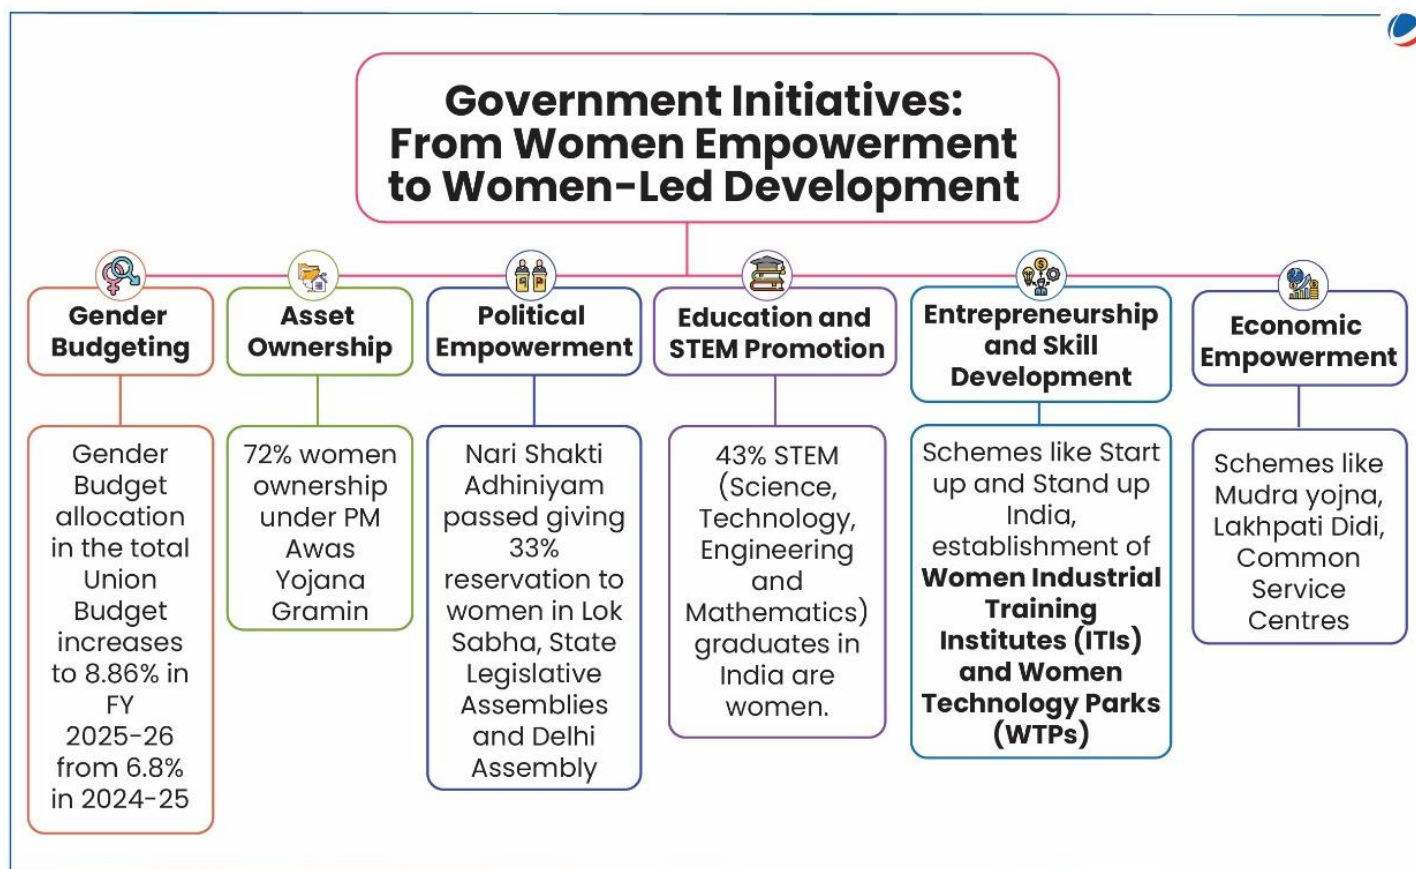 Government Initiatives:
From Women Empowerment
to Women-Led Development
Gender
Budgeting
Gender
Budget
allocation
in the total
Union
Budget
increases
to 8.86% in
FY
2025-26
from 6.8%
in 2024-25
Asset
Ownership
72% women
ownership
under PM
Awas
Yojana
Gramin
Political
Empowerment
Nari Shakti
Adhiniyam
passed giving
33%
reservation to
women in Lok
Sabha, State
Legislative
Assemblies
and Delhi
Assembly
Education and
STEM Promotion
43% STEM
(Science,
Technology,
Engineering
and
Mathematics)
graduates in
India are
women.
Entrepreneurship
and Skill
Development
Schemes like Start
up and Stand up
India,
establishment of
Women Industrial
Training
Institutes (ITIs)
and Women
Technology Parks
(WTPs)
Economic
Empowerment
Schemes like
Mudra yojna,
Lakhpati Didi,
Common
Service
Centres